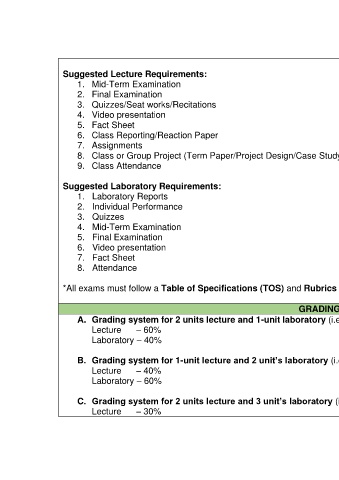 Suggested Lecture Requirements:
1. Mid-Term Examination
2. Final Examination
3. Quizzes/Seat works/Recitations
4. Video presentation
5. Fact Sheet
6. Class Reporting/Reaction Paper
7. Assignments
8. Class or Group Project (Term Paper/Project Design/Case Study
9. Class Attendance
Suggested Laboratory Requirements:
1. Laboratory Reports
2. Individual Performance
3. Quizzes
4. Mid-Term Examination
5. Final Examination
6. Video presentation
7. Fact Sheet
8. Attendance
*All exams must follow a Table of Specifications (TOS) and Rubrics
GRADING
A. Grading system for 2 units lecture and 1-unit laboratory (i.e
Lecture – 60%
Laboratory – 40%
B. Grading system for 1-unit lecture and 2 unit's laboratory (i.
Lecture – 40%
Laboratory – 60%
C. Grading system for 2 units lecture and 3 unit's laboratory (
Lecture – 30%